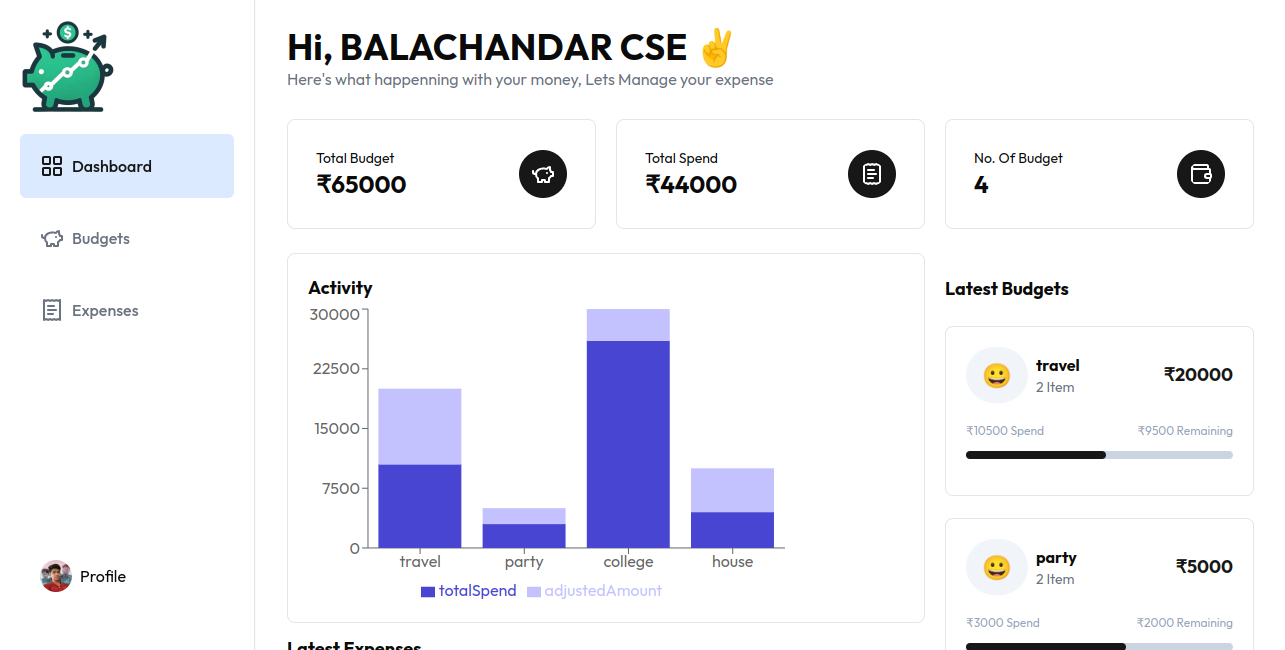 $
Dashboard
Budgets
Expenses
Profile
Hi, BALACHANDAR CSE ✌️
Here's what happenning with your money, Lets Manage your expense
Total Budget
₹65000
Total Spend
₹44000
No. Of Budget
4
Activity
30000
22500
15000
7500
0
travel party college house
totalSpend adjustedAmount
Latest Expenses
Latest Budgets
travel
2 Item
₹20000
₹10500 Spend ₹9500 Remaining
party
2 Item
₹5000
₹3000 Spend ₹2000 Remaining